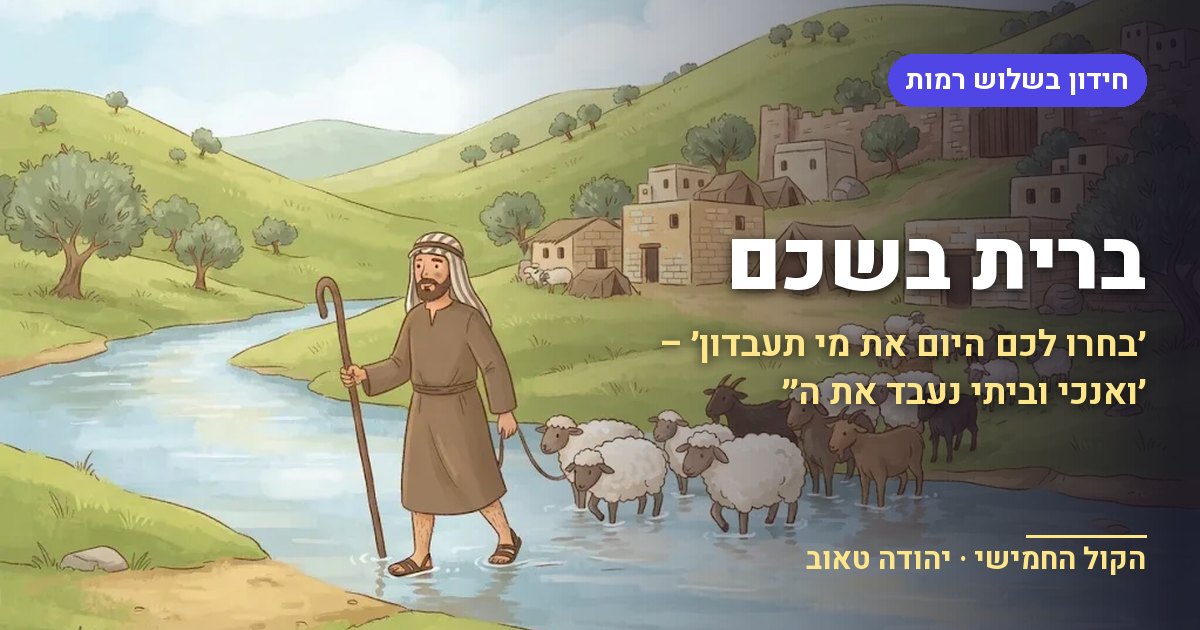 חידון בשלוש רמות
ברית בשכם
'בחרו לכם היום את מי תעבדון' –
'ואנכי וביתי נעבד את ה''
הקול החמישי · יהודה טאוב